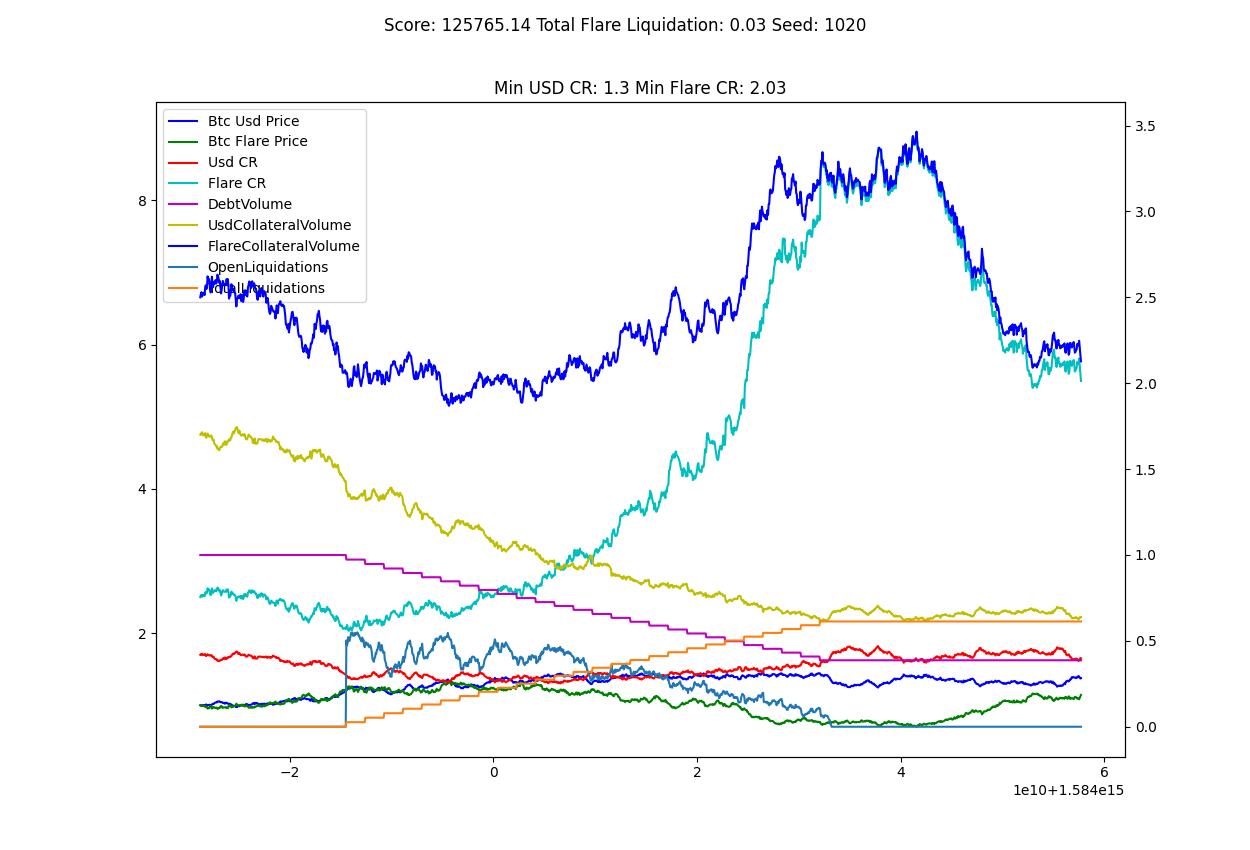 Score: 125765.14 Total Flare Liquidation: 0.03 Seed: 1020
Min USD CR: 1.3 Min Flare CR: 2.03
Btc Usd Price
Btc Flare Price
Usd CR
Flare CR
DebtVolume
UsdCollateralVolume
FlareCollateralVolume
OpenLiquidations
TotalLiquidations
8
6
4
2
3.5
3.0
2.5
2.0
1.5
1.0
0.5
0.0
−2
0
2
4
6
1e10+1.584e15